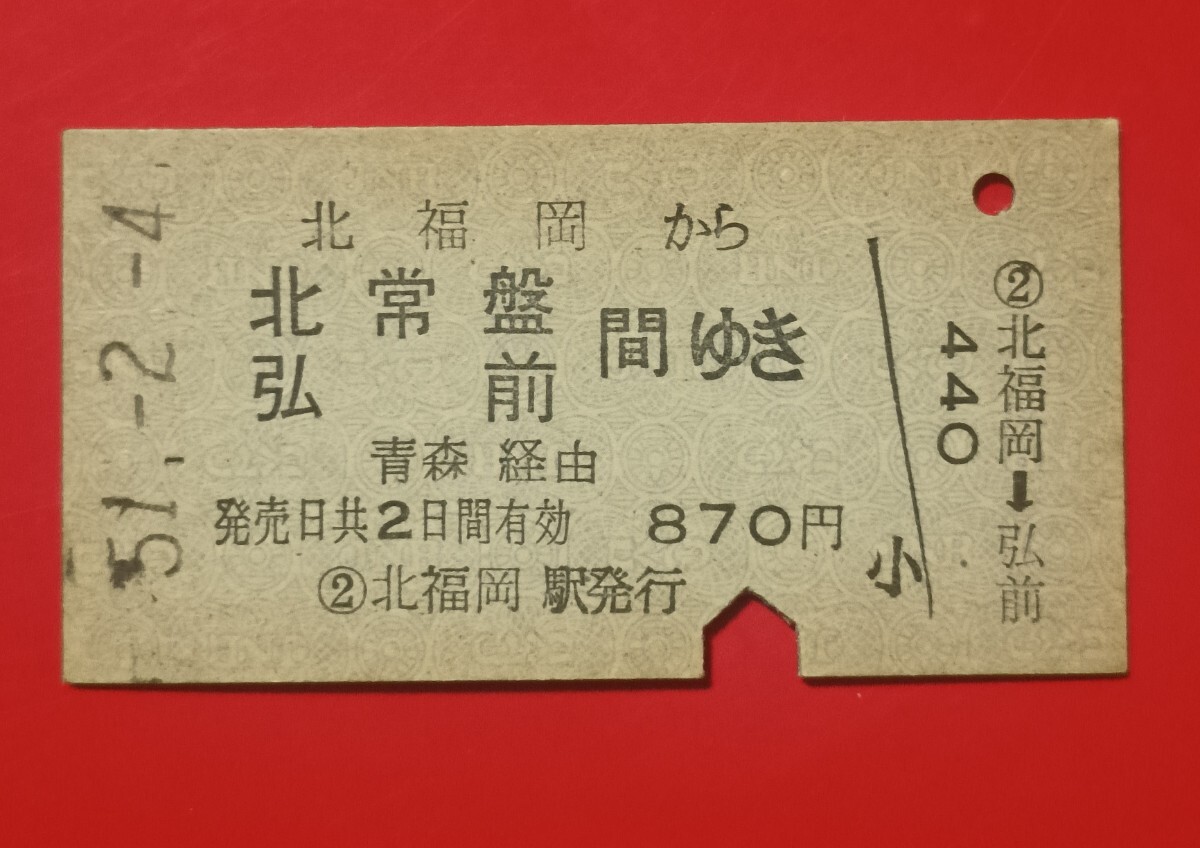 51.-2.-4.
北福岡から
北常盤
弘前
間ゆき
青森経由
発売日共2日間有効 870円
②北福岡駅発行
小
440
②北福岡➡弘前